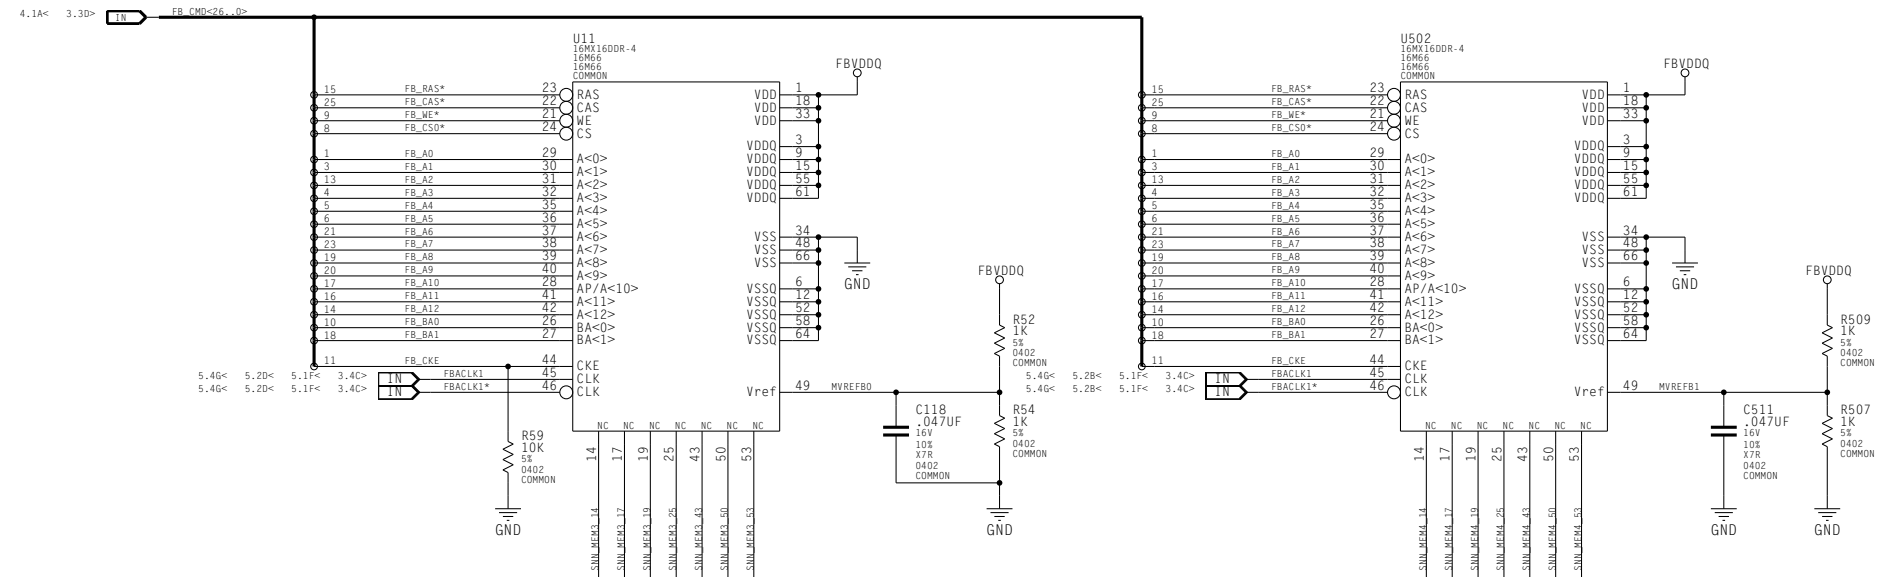 4.1A< 3.3D> IN FB_CMD<26..0>
U11
16MX16DDR-4
16M66
16M66
COMMON
FBVDDQ
15 FB_RAS* 23 RAS VDD 1
25 FB_CAS* 22 CAS VDD 18
9 FB_WE* 21 WE VDD 33
8 FB_CS0* 24 CS
VDDQ 3
1 FB_A0 29 A<0> VDDQ 9
3 FB_A1 30 A<1> VDDQ 15
13 FB_A2 31 A<2> VDDQ 55
4 FB_A3 32 A<3> VDDQ 61
5 FB_A4 35 A<4>
6 FB_A5 36 A<5>
21 FB_A6 37 A<6> VSS 34
23 FB_A7 38 A<7> VSS 48
19 FB_A8 39 A<8> VSS 66
20 FB_A9 40 A<9>
GND
17 FB_A10 28 AP/A<10> VSSQ 6
16 FB_A11 41 A<11> VSSQ 12
14 FB_A12 42 A<12> VSSQ 52
10 FB_BA0 26 BA<0> VSSQ 58
18 FB_BA1 27 BA<1> VSSQ 64
11 FB_CKE 44 CKE
5.4G< 5.2D< 5.1F< 3.4C> IN FBACLK1 45 CLK
5.4G< 5.2D< 5.1F< 3.4C> IN FBACLK1* 46 CLK Vref 49 MVREFB0
FBVDDQ
R52
1K
5%
0402
COMMON
C118
.047UF
16V
10%
X7R
0402
COMMON
R54
1K
5%
0402
COMMON
GND
R59
10K
5%
0402
COMMON
GND
NC NC NC NC NC NC NC
14 17 19 25 43 50 53
SNN_MEM3_14 SNN_MEM3_17 SNN_MEM3_19 SNN_MEM3_25 SNN_MEM3_43 SNN_MEM3_50 SNN_MEM3_53
U502
16MX16DDR-4
16M66
16M66
COMMON
FBVDDQ
15 FB_RAS* 23 RAS VDD 1
25 FB_CAS* 22 CAS VDD 18
9 FB_WE* 21 WE VDD 33
8 FB_CS0* 24 CS
VDDQ 3
1 FB_A0 29 A<0> VDDQ 9
3 FB_A1 30 A<1> VDDQ 15
13 FB_A2 31 A<2> VDDQ 55
4 FB_A3 32 A<3> VDDQ 61
5 FB_A4 35 A<4>
6 FB_A5 36 A<5>
21 FB_A6 37 A<6> VSS 34
23 FB_A7 38 A<7> VSS 48
19 FB_A8 39 A<8> VSS 66
20 FB_A9 40 A<9>
GND
17 FB_A10 28 AP/A<10> VSSQ 6
16 FB_A11 41 A<11> VSSQ 12
14 FB_A12 42 A<12> VSSQ 52
10 FB_BA0 26 BA<0> VSSQ 58
18 FB_BA1 27 BA<1> VSSQ 64
11 FB_CKE 44 CKE
5.4G< 5.2B< 5.1F< 3.4C> IN FBACLK1 45 CLK
5.4G< 5.2B< 5.1F< 3.4C> IN FBACLK1* 46 CLK Vref 49 MVREFB1
FBVDDQ
R509
1K
5%
0402
COMMON
C511
.047UF
16V
10%
X7R
0402
COMMON
GND
R507
1K
5%
0402
COMMON
GND
NC NC NC NC NC NC NC
14 17 19 25 43 50 53
SNN_MEM4_14 SNN_MEM4_17 SNN_MEM4_19 SNN_MEM4_25 SNN_MEM4_43 SNN_MEM4_50 SNN_MEM4_53